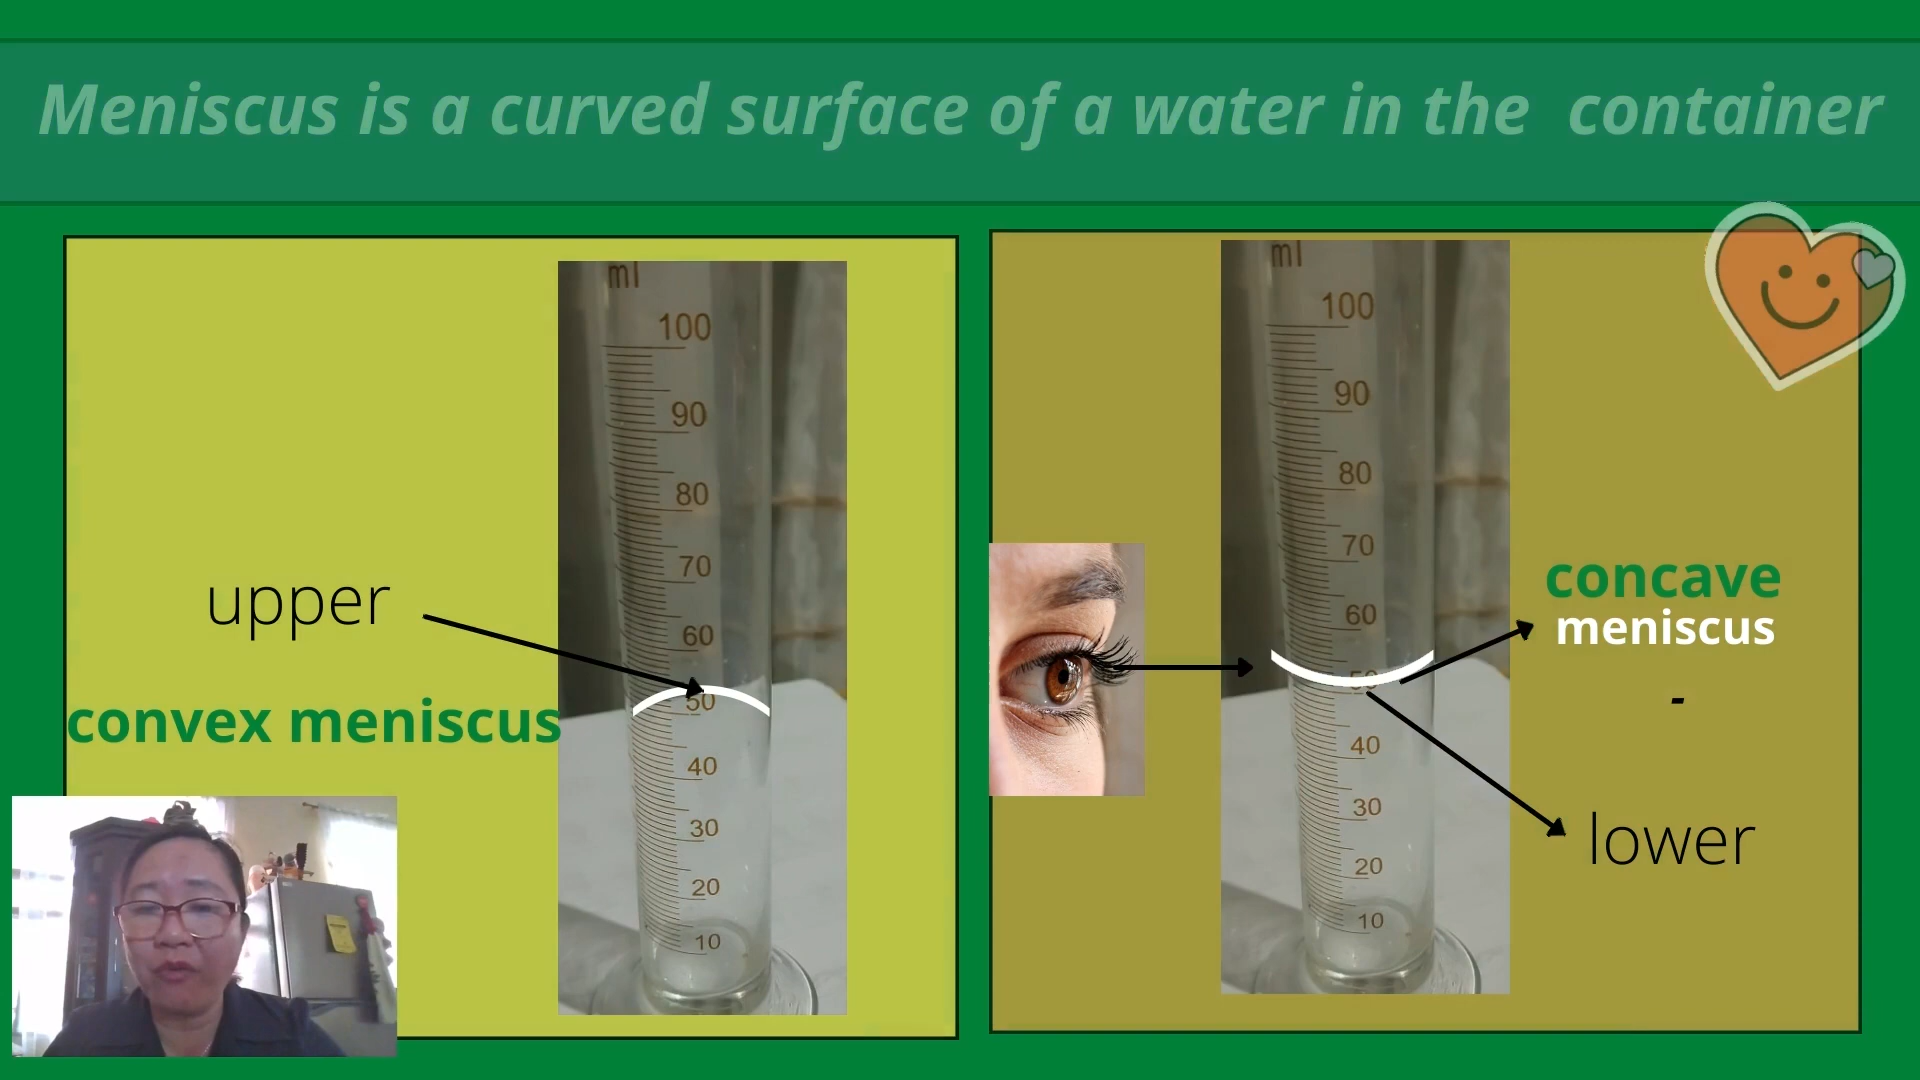 Meniscus is a curved surface of a water in the container
upper
convex meniscus
ml
100
90
80
70
60
50
40
30
20
10
ml
100
90
80
70
60
50
40
30
20
10
concave
meniscus
-
lower